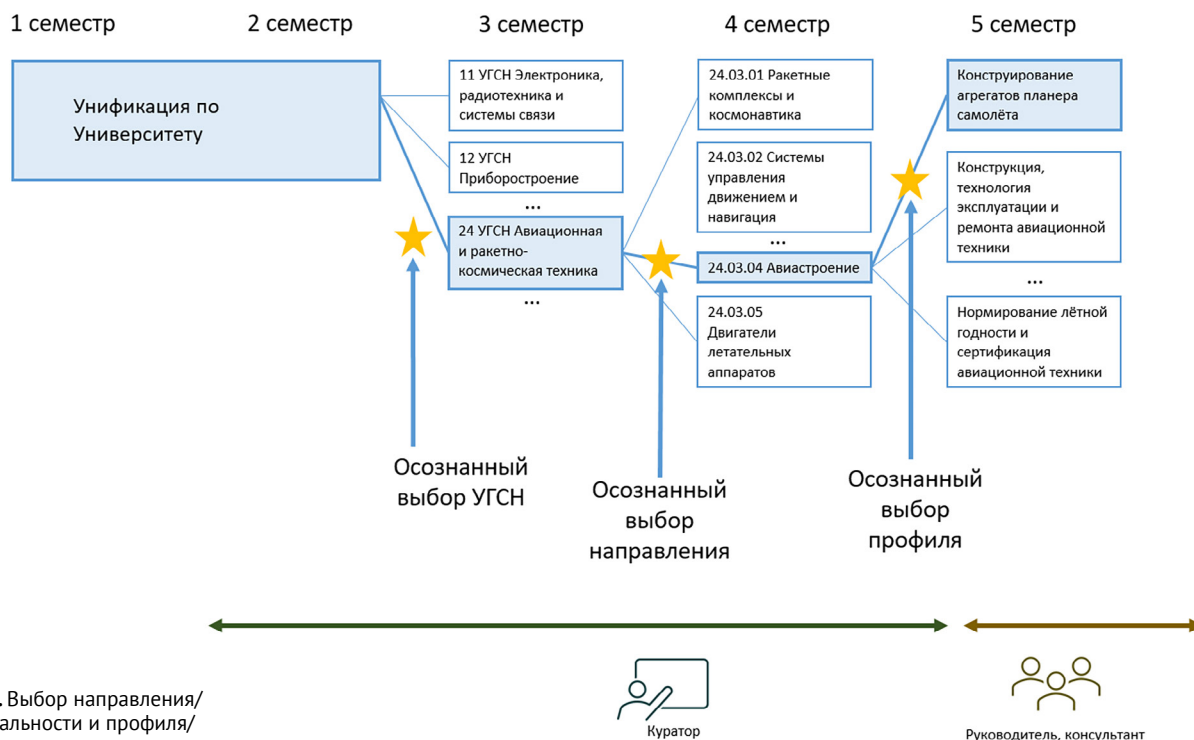 1 семестр
2 семестр
3 семестр
4 семестр
5 семестр
Унификация по
Университету
11 УГСН Электроника,
радиотехника и
системы связи
12 УГСН
Приборостроение
...
24 УГСН Авиационная
и ракетно-
космическая техника
...
24.03.01 Ракетные
комплексы и
космонавтика
24.03.02 Системы
управления
движением и
навигация
...
24.03.04 Авиастроение
24.03.05
Двигатели
летательных
аппаратов
Конструирование
агрегатов планера
самолёта
Конструкция,
технология
эксплуатации и
ремонта авиационной
техники
...
Нормирование лётной
годности и
сертификация
авиационной техники
Осознанный
выбор УГСН
Осознанный
выбор
направления
Осознанный
выбор
профиля
. Выбор направления/
альности и профиля/
Куратор
Руководитель, консультант